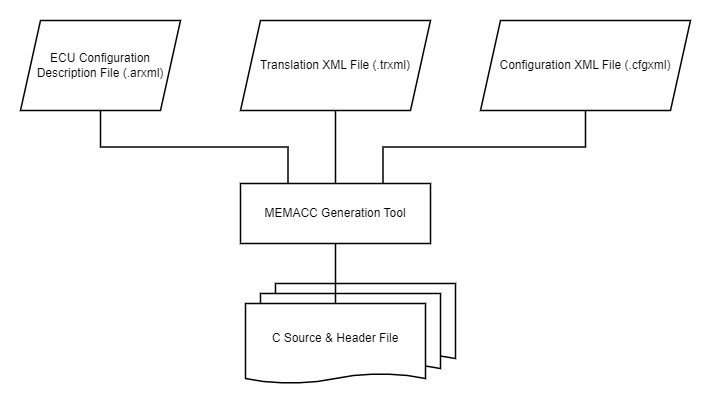 ECU Configuration
Description File (.arxml)
Translation XML File (.trxml)
Configuration XML File (.cfgxml)
MEMACC Generation Tool
C Source & Header File